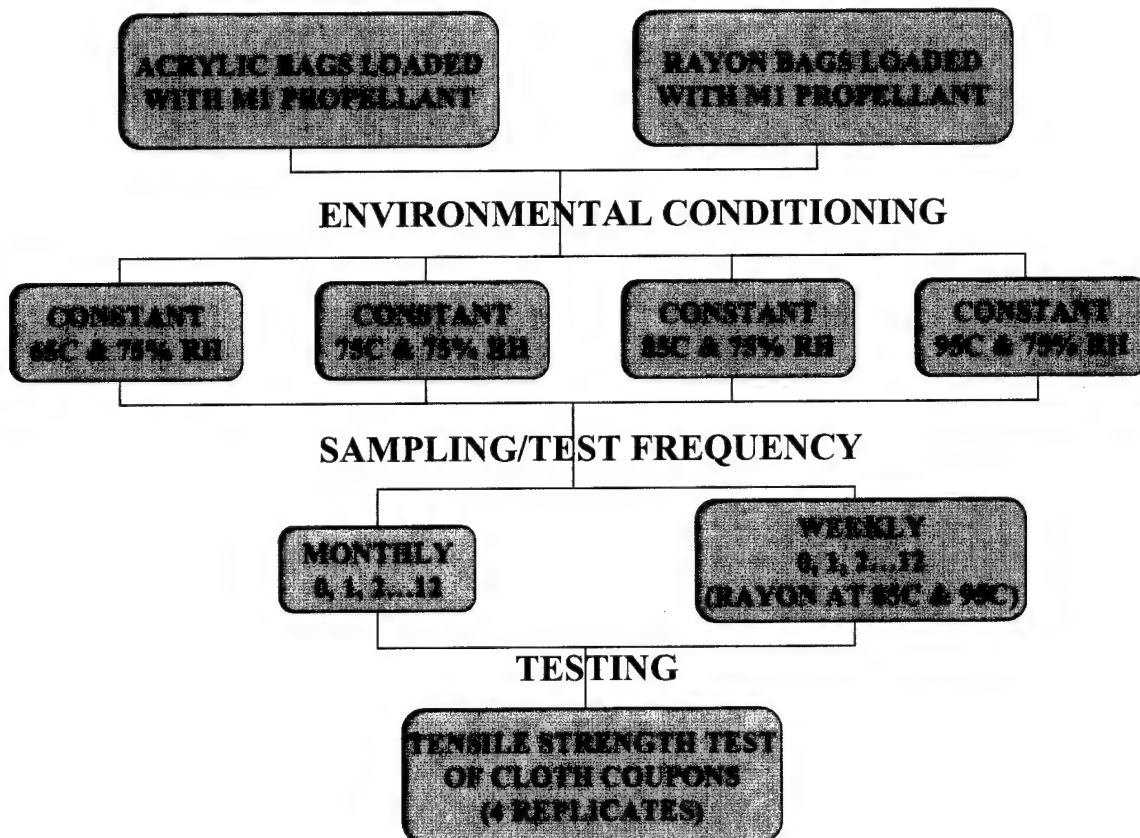 ACRYLIC BAGS LOADED
WITH M1 PROPELLANT
RAYON BAGS LOADED
WITH M1 PROPELLANT
ENVIRONMENTAL CONDITIONING
CONSTANT
65C & 75% RH
CONSTANT
75C & 75% RH
CONSTANT
85C & 75% RH
CONSTANT
95C & 75% RH
SAMPLING/TEST FREQUENCY
MONTHLY
0, 1, 2...12
WEEKLY
0, 1, 2...12
(RAYON AT 85C & 95C)
TESTING
TENSILE STRENGTH TEST
OF CLOTH COUPONS
(4 REPLICATES)